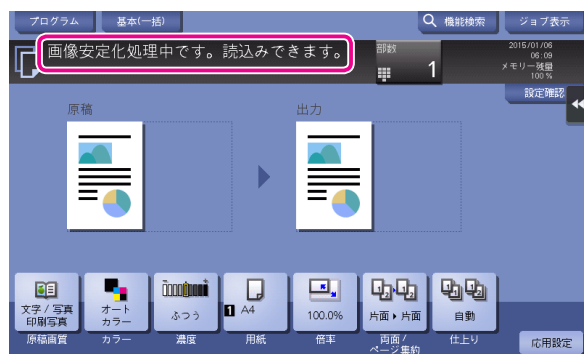 プログラム
基本(一括)
機能検索
ジョブ表示
画像安定化処理中です。読込みできます。
部数
1
2015/01/06
06:09
メモリー残量
100 %
設定確認
原稿
出力
文字 / 写真
印刷写真
オート
カラー
ふつう
1 A4
100.0%
片面 ▸ 片面
自動
原稿画質
カラー
濃度
用紙
倍率
両面 /
ページ集約
仕上り
応用設定